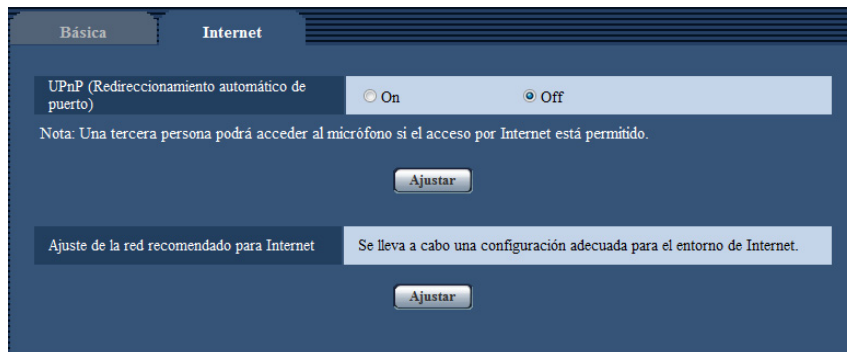 Básica
Internet
UPnP (Redireccionamiento automático de
puerto)
On
Off
Nota: Una tercera persona podrá acceder al micrófono si el acceso por Internet está permitido.
Ajustar
Ajuste de la red recomendado para Internet
Se lleva a cabo una configuración adecuada para el entorno de Internet.
Ajustar